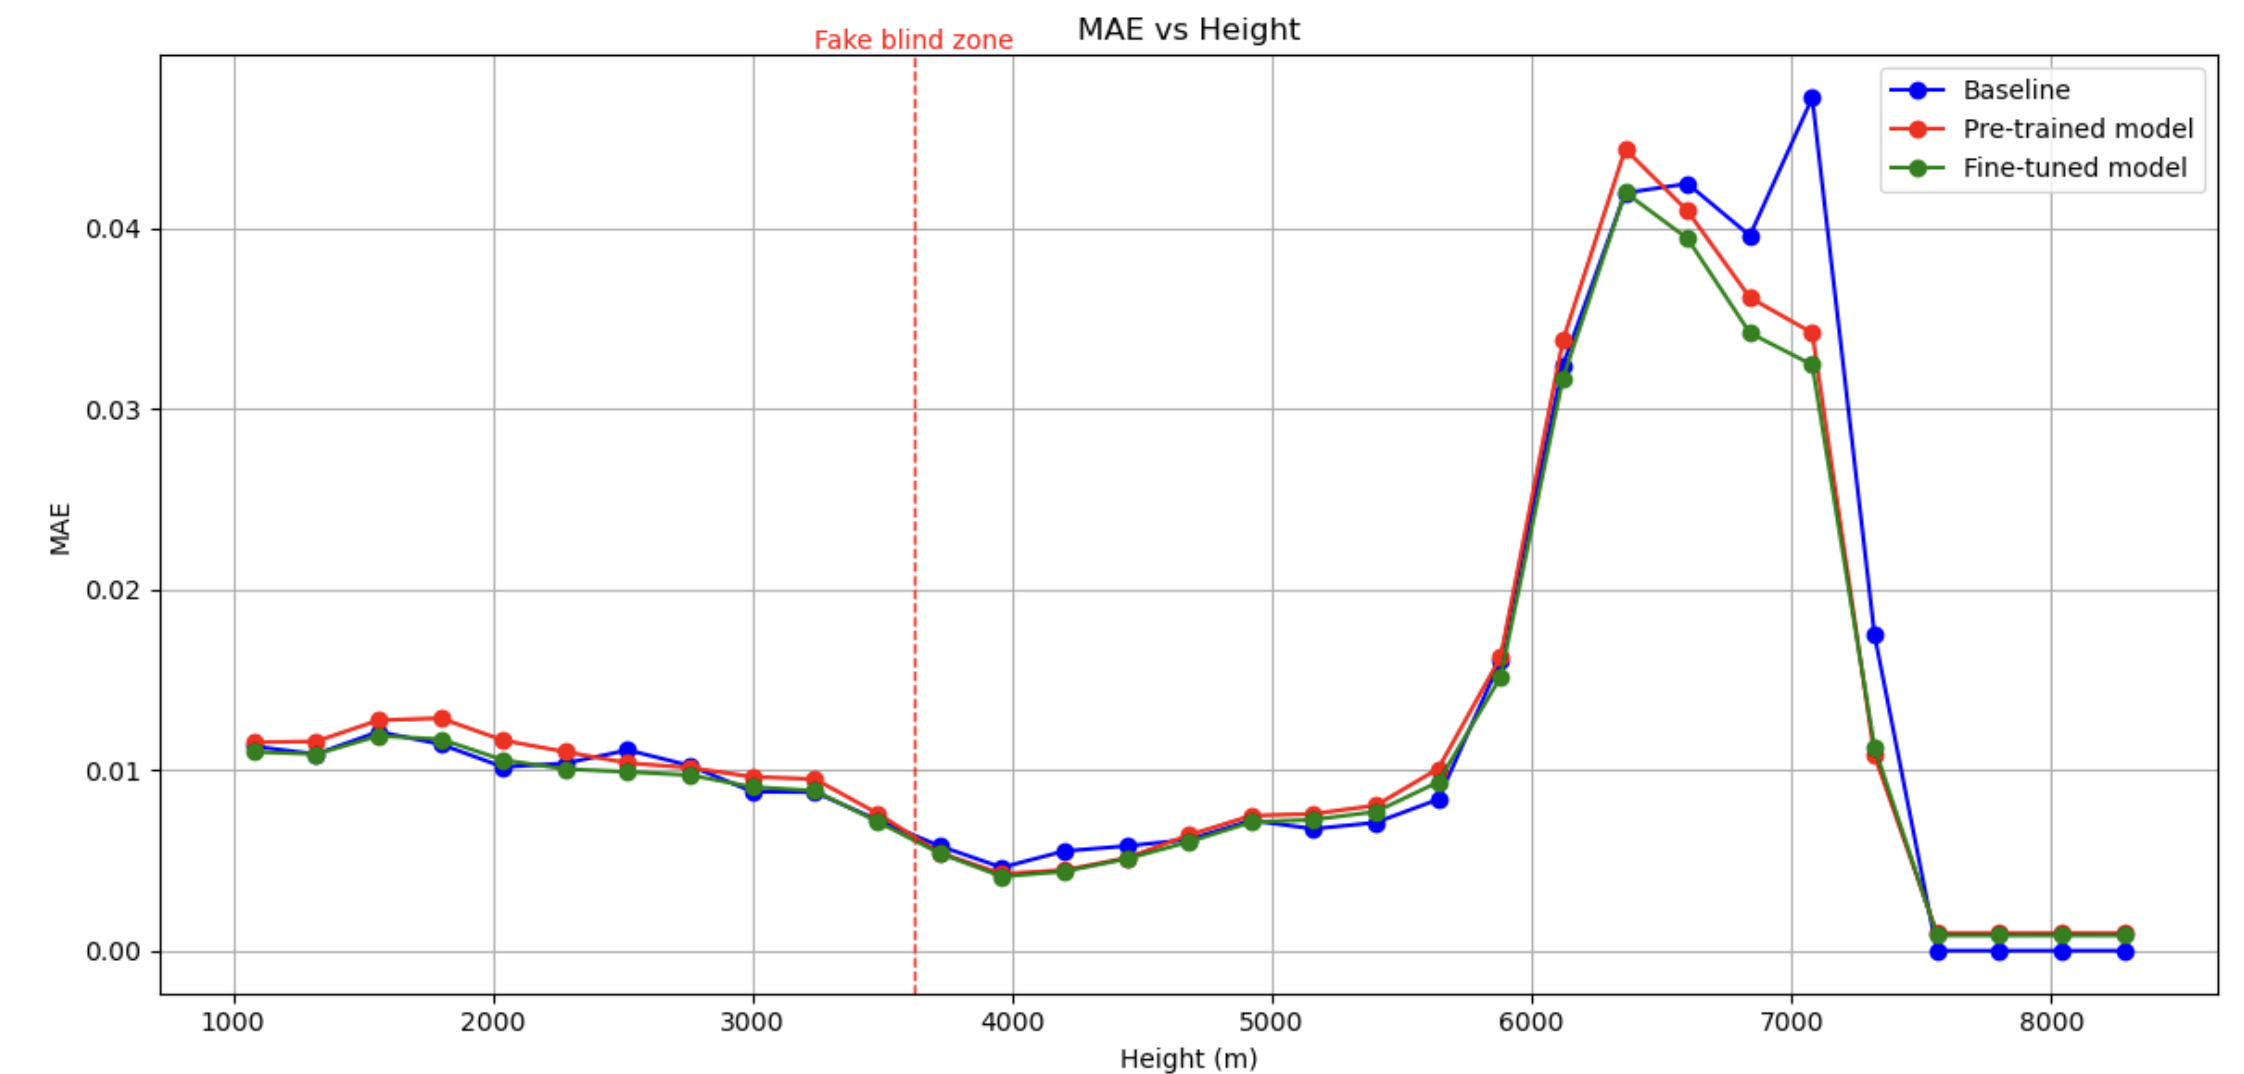 MAE vs Height
Fake blind zone
Baseline
Pre-trained model
Fine-tuned model
MAE
0.04
0.03
0.02
0.01
0.00
1000
2000
3000
4000
5000
6000
7000
8000
Height (m)